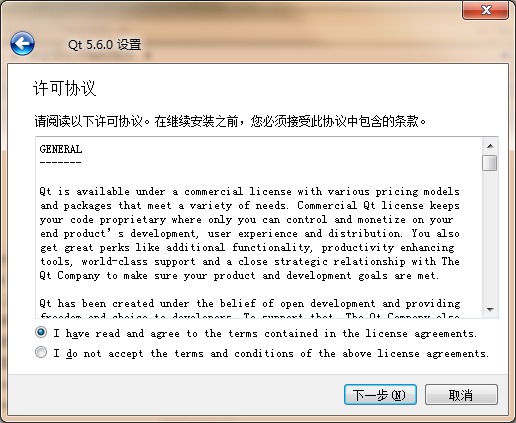 Qt 5.6.0 设置
许可协议
请阅读以下许可协议。在继续安装之前，您必须接受此协议中包含的条款。
GENERAL
-------
Qt is available under a commercial license with various pricing models
and packages that meet a variety of needs. Commercial Qt license keeps
your code proprietary where only you can control and monetize on your
end product’s development, user experience and distribution. You also
get great perks like additional functionality, productivity enhancing
tools, world-class support and a close strategic relationship with The
Qt Company to make sure your product and development goals are met.
Qt has been created under the belief of open development and providing
freedom and choice to developers. To support that, The Qt Company also
I have read and agree to the terms contained in the license agreements.
I do not accept the terms and conditions of the above license agreements.
下一步(N)
取消